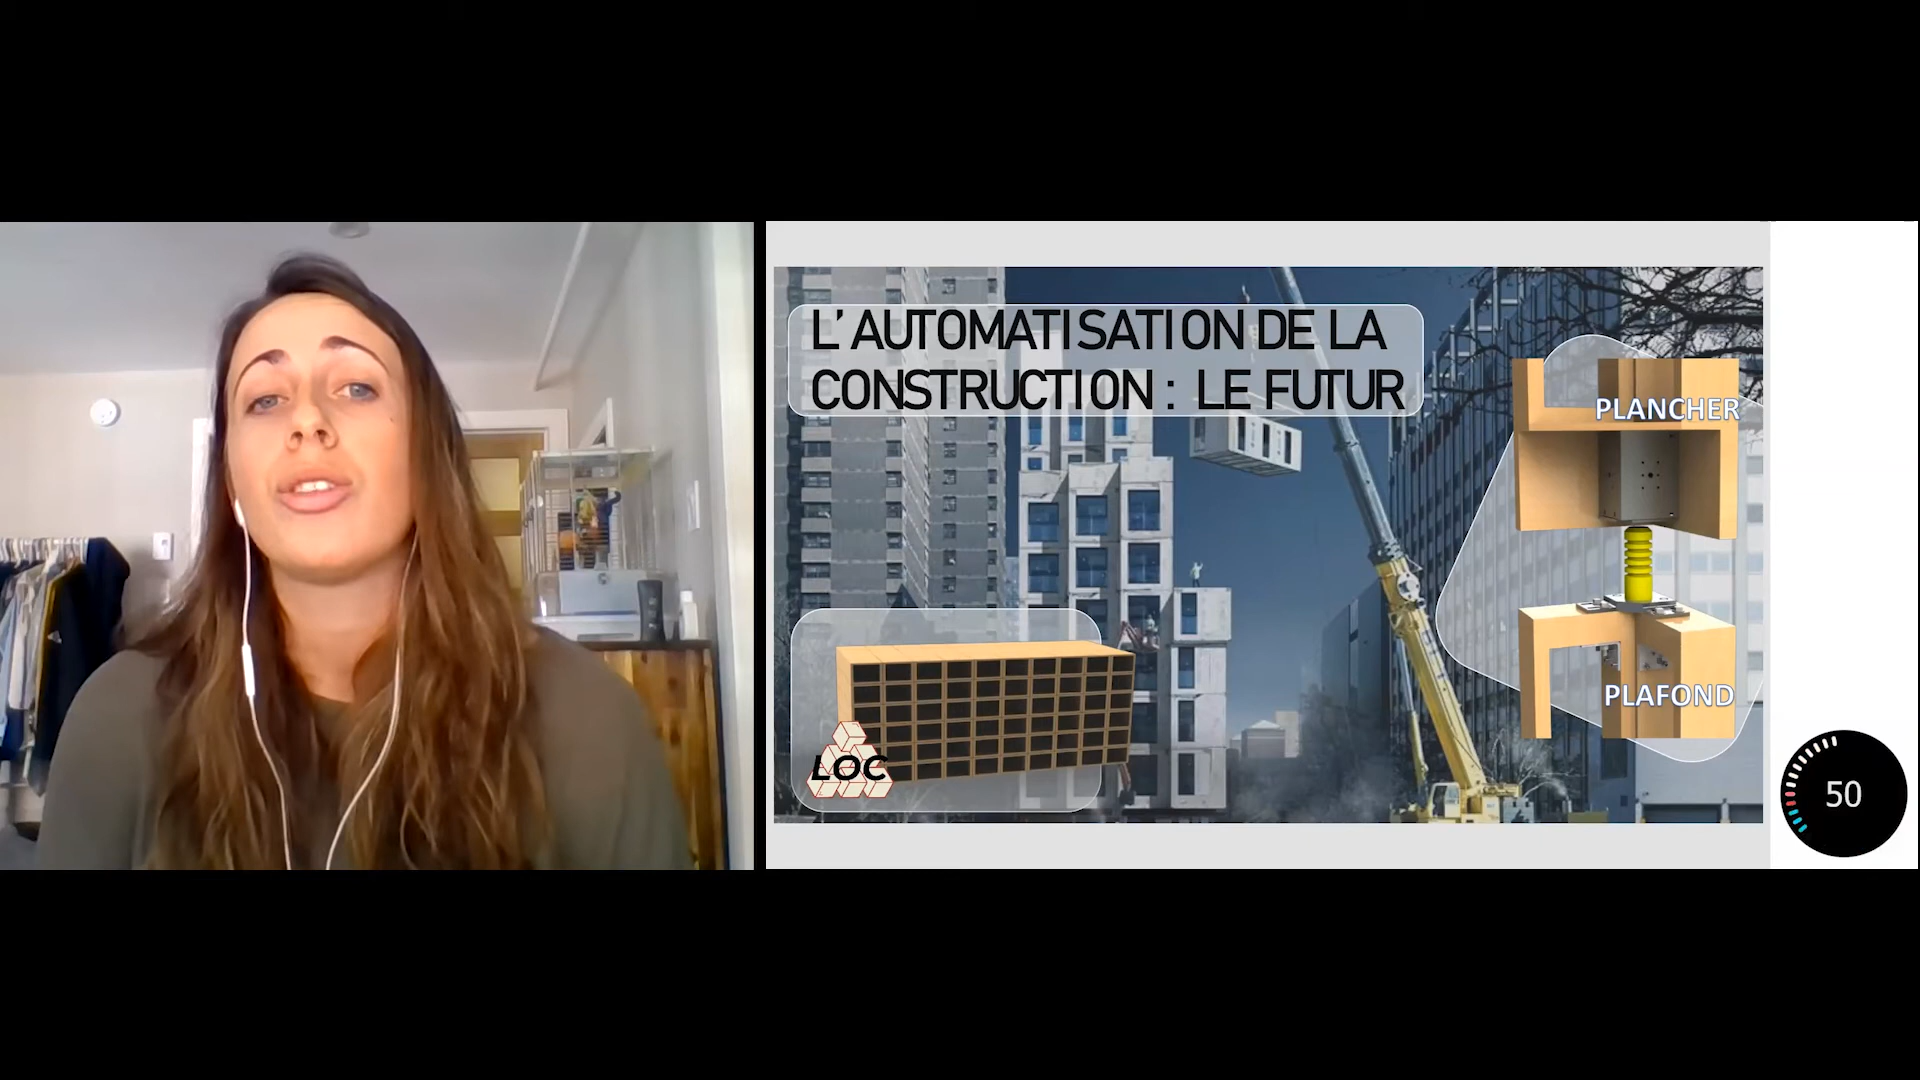 L'AUTOMATISATION DE LA
CONSTRUCTION : LE FUTUR
PLANCHER
PLAFOND
LOC
50